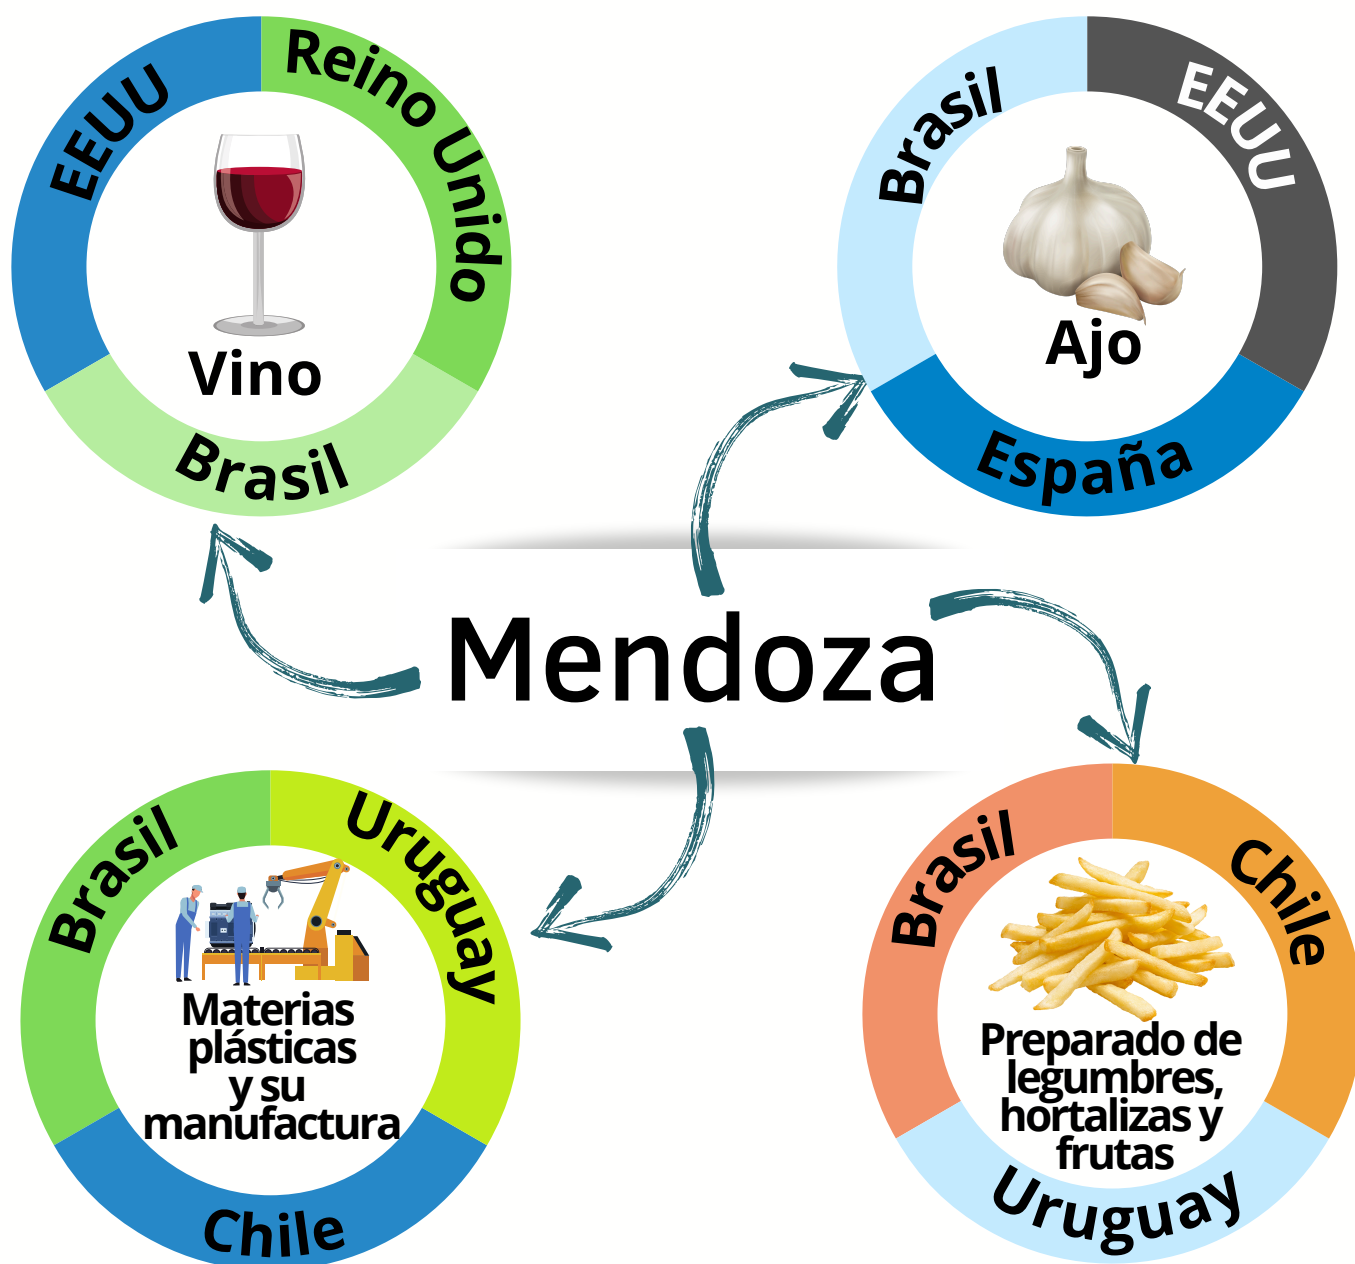 EEUU
Reino Unido
Vino
Brasil
Brasil
EEUU
Ajo
España
Mendoza
Brasil
Uruguay
Materias
plásticas
y su
manufactura
Chile
Brasil
Chile
Preparado de
legumbres,
hortalizas y
frutas
Uruguay